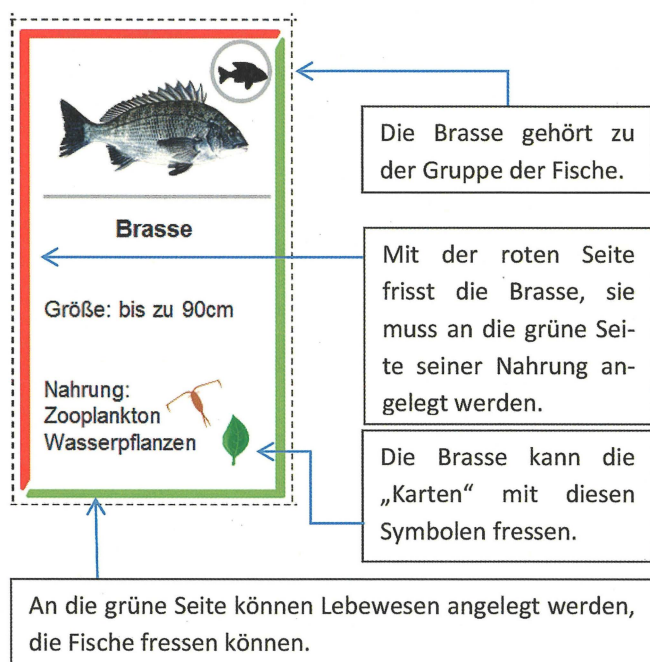 Die Brasse gehört zu
der Gruppe der Fische.
Brasse
Größe: bis zu 90cm
Nahrung:
Zooplankton
Wasserpflanzen
Mit der roten Seite
frisst die Brasse, sie
muss an die grüne Sei-
te seiner Nahrung an-
gelegt werden.
Die Brasse kann die
„Karten“ mit diesen
Symbolen fressen.
An die grüne Seite können Lebewesen angelegt werden,
die Fische fressen können.